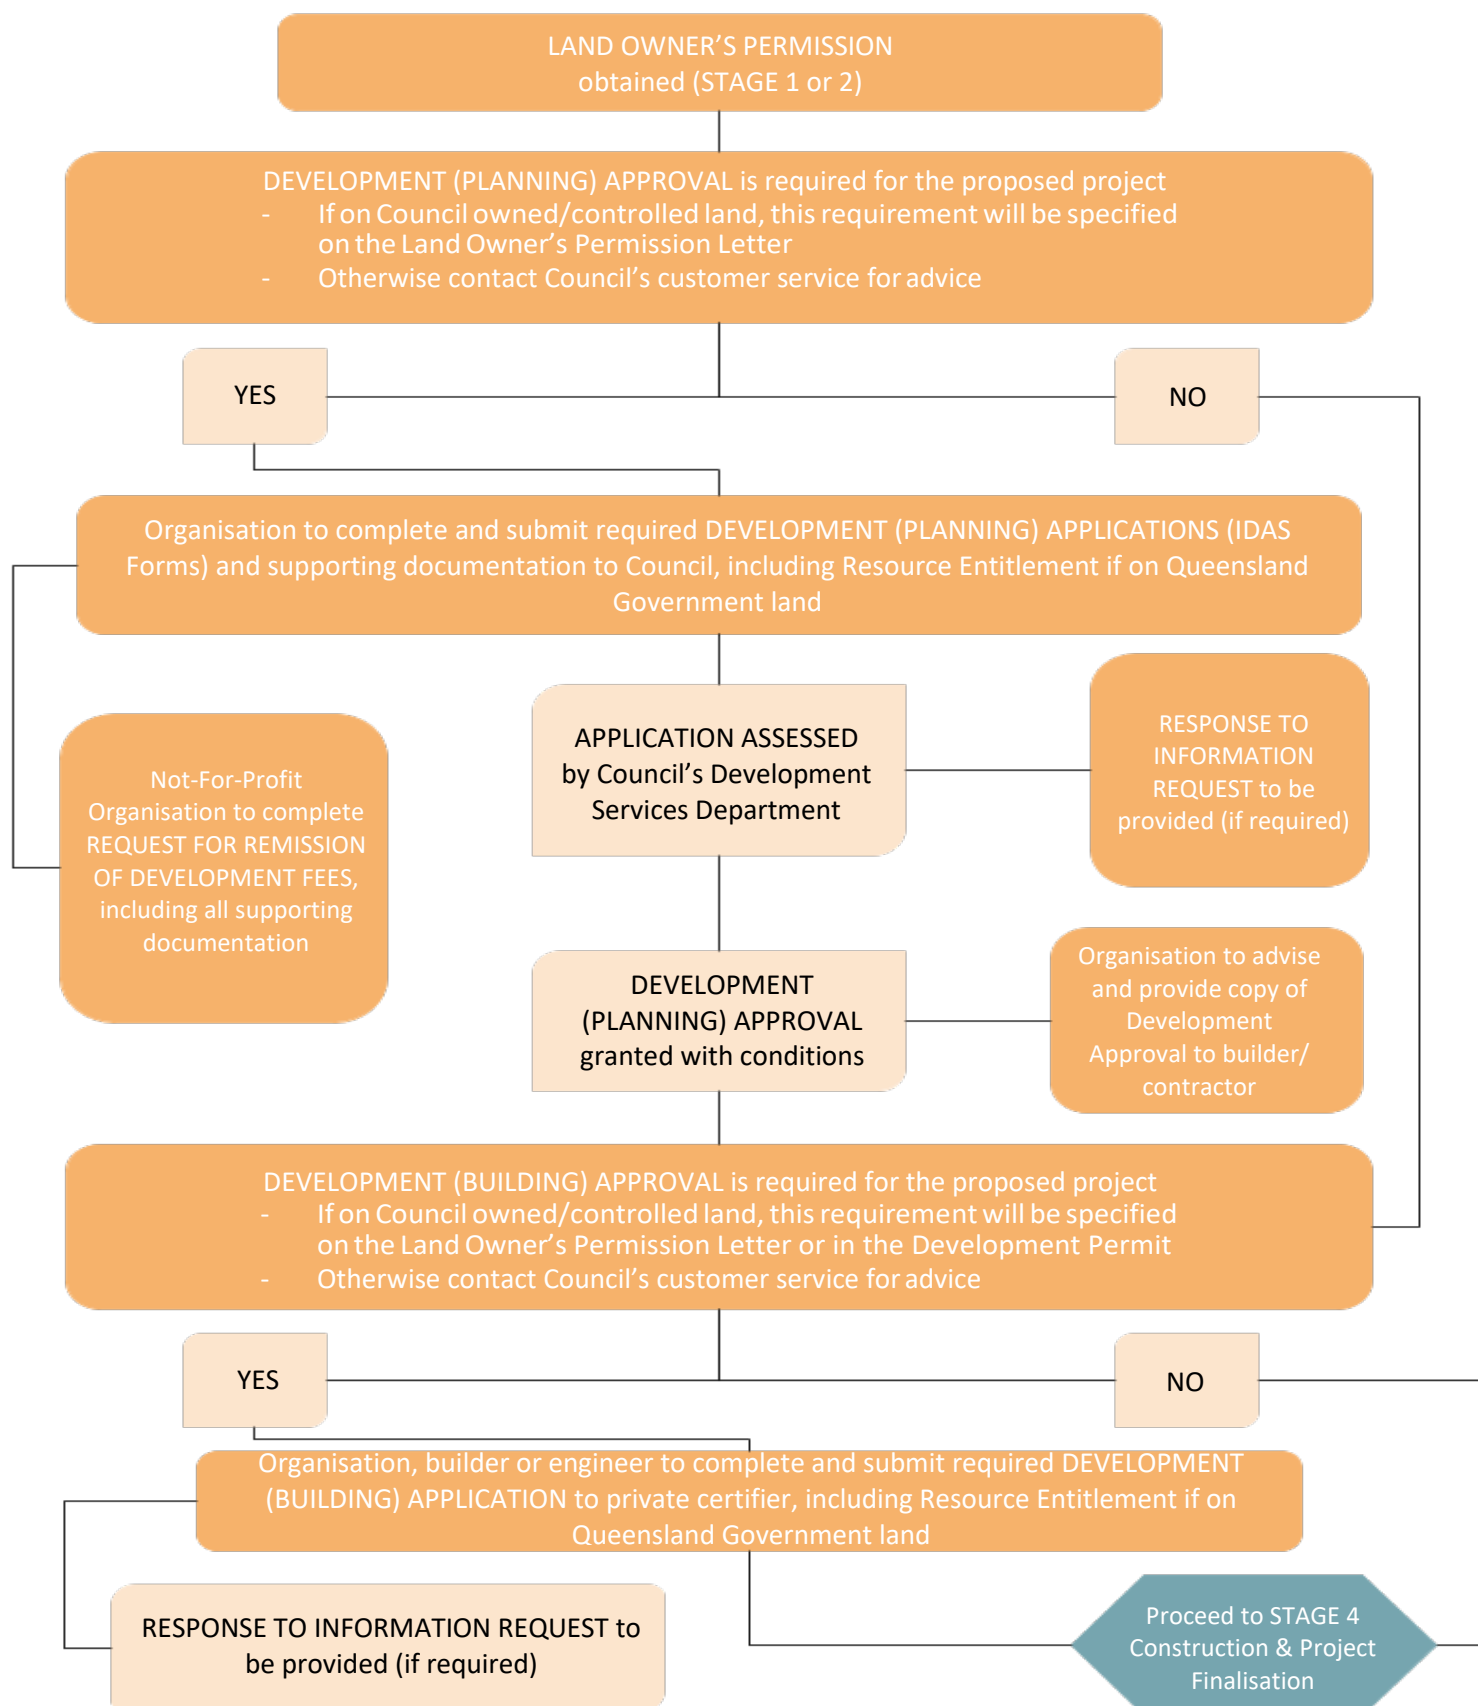 LAND OWNER'S PERMISSION
obtained (STAGE 1 or 2)
DEVELOPMENT (PLANNING) APPROVAL is required for the proposed project
- If on Council owned/controlled land, this requirement will be specified
on the Land Owner's Permission Letter
- Otherwise contact Council's customer service for advice
YES
NO
Organisation to complete and submit required DEVELOPMENT (PLANNING) APPLICATIONS (IDAS
Forms) and supporting documentation to Council, including Resource Entitlement if on Queensland
Government land
Not-For-Profit
Organisation to complete
REQUEST FOR REMISSION
OF DEVELOPMENT FEES,
including all supporting
documentation
APPLICATION ASSESSED
by Council's Development
Services Department
RESPONSE TO
INFORMATION
REQUEST to be
provided (if required)
DEVELOPMENT
(PLANNING) APPROVAL
granted with conditions
Organisation to advise
and provide copy of
Development
Approval to builder/
contractor
DEVELOPMENT (BUILDING) APPROVAL is required for the proposed project
- If on Council owned/controlled land, this requirement will be specified
on the Land Owner's Permission Letter or in the Development Permit
- Otherwise contact Council's customer service for advice
YES
NO
Organisation, builder or engineer to complete and submit required DEVELOPMENT
(BUILDING) APPLICATION to private certifier, including Resource Entitlement if on
Queensland Government land
RESPONSE TO INFORMATION REQUEST to
be provided (if required)
Proceed to STAGE 4
Construction & Project
Finalisation